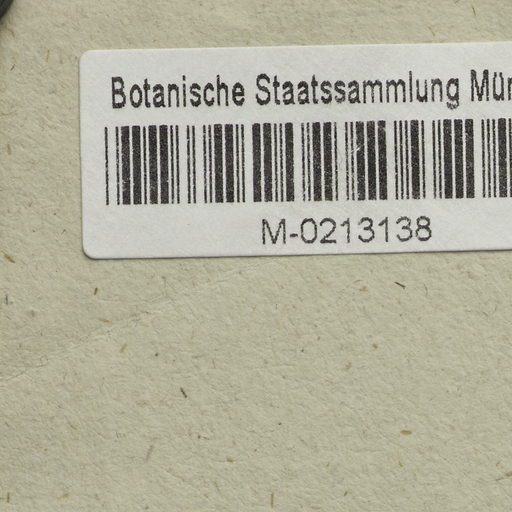 Botanische Staatssammlung Mün
M-0213138